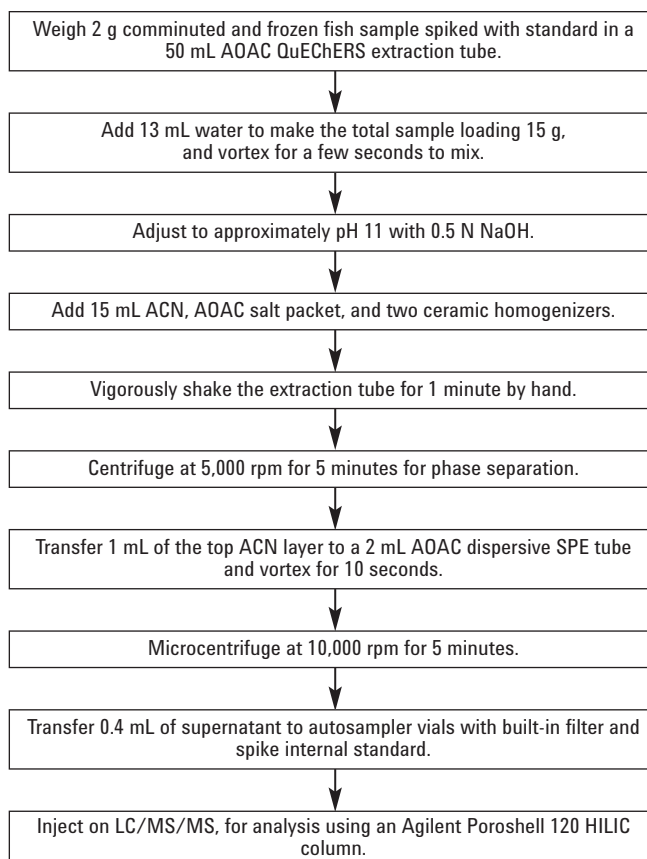 Weigh 2 g comminuted and frozen fish sample spiked with standard in a
50 mL AOAC QuEChERS extraction tube.
Add 13 mL water to make the total sample loading 15 g,
and vortex for a few seconds to mix.
Adjust to approximately pH 11 with 0.5 N NaOH.
Add 15 mL ACN, AOAC salt packet, and two ceramic homogenizers.
Vigorously shake the extraction tube for 1 minute by hand.
Centrifuge at 5,000 rpm for 5 minutes for phase separation.
Transfer 1 mL of the top ACN layer to a 2 mL AOAC dispersive SPE tube
and vortex for 10 seconds.
Microcentrifuge at 10,000 rpm for 5 minutes.
Transfer 0.4 mL of supernatant to autosampler vials with built-in filter and
spike internal standard.
Inject on LC/MS/MS, for analysis using an Agilent Poroshell 120 HILIC
column.